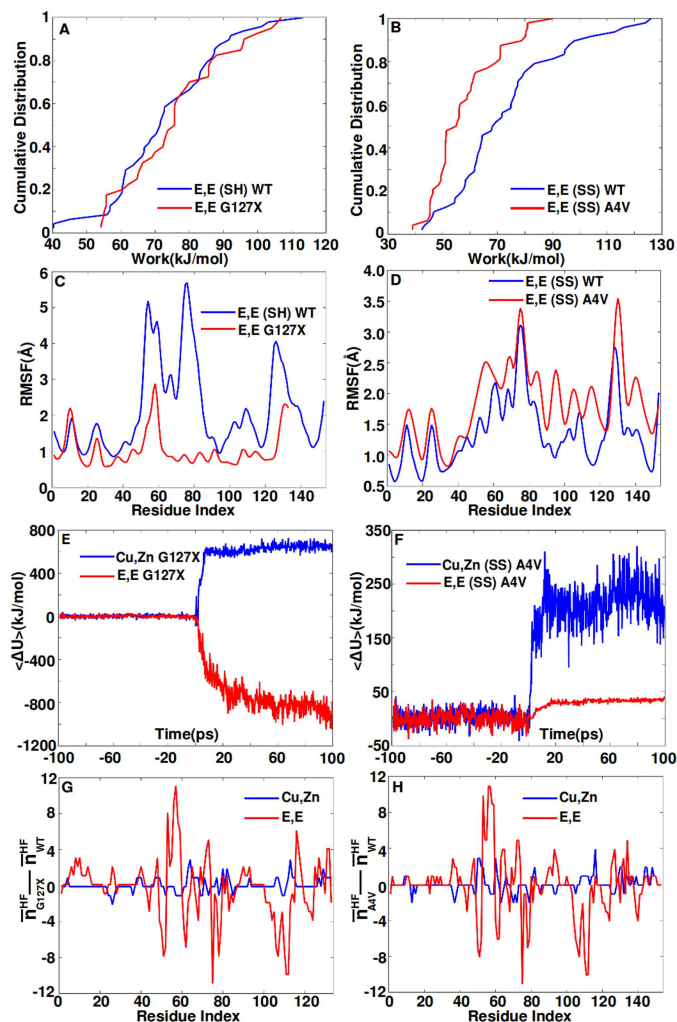 A
Cumulative Distribution
1
0.8
0.6
0.4
0.2
0
E,E (SH) WT
E,E G127X
40 60 80 100 120
Work(kJ/mol)
B
Cumulative Distribution
1
0.8
0.6
0.4
0.2
0
E,E (SS) WT
E,E (SS) A4V
30 50 70 90 110 130
Work(kJ/mol)
C
RMSF(Å)
6
5
4
3
2
1
0
E,E (SH) WT
E,E G127X
0 20 40 60 80 100 120 140
Residue Index
D
RMSF(Å)
4.0
3.5
3.0
2.5
2.0
1.5
1.0
0.5
E,E (SS) WT
E,E (SS) A4V
0 20 40 60 80 100 120 140
Residue Index
E
<ΔU>(kJ/mol)
800
400
0
-400
-800
-1200
Cu,Zn G127X
E,E G127X
-100 -60 -20 20 60 100
Time(ps)
F
<ΔU>(kJ/mol)
350
250
150
50
-50
Cu,Zn (SS) A4V
E,E (SS) A4V
-100 -60 -20 20 60 100
Time(ps)
G
n HF G127X — n HF WT
12
8
4
0
-4
-8
-12
Cu,Zn
E,E
0 20 40 60 80 100 120
Residue Index
H
n HF A4V — n HF WT
12
8
4
0
-4
-8
-12
Cu,Zn
E,E
0 20 40 60 80 100 120 140
Residue Index